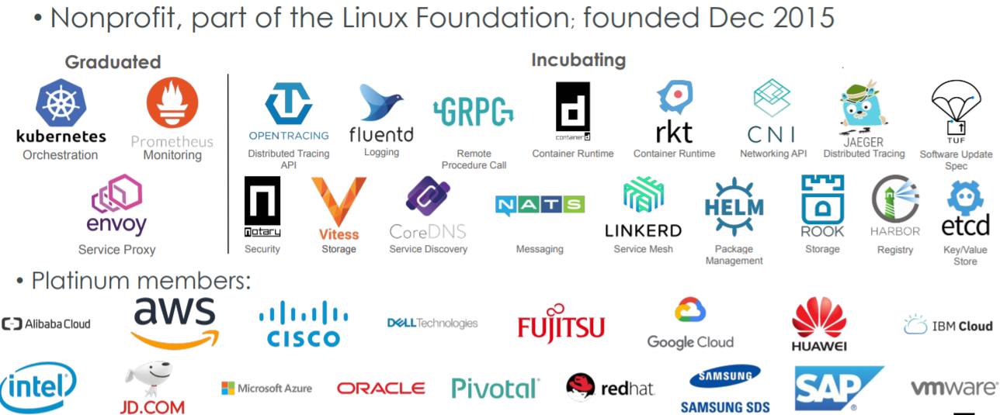 • Nonprofit, part of the Linux Foundation; founded Dec 2015
Graduated
Incubating
kubernetes
Orchestration
Prometheus
Monitoring
OPENTRACING
Distributed Tracing
API
fluentd
Logging
GRPC
Remote
Procedure Call
d
containerd
Container Runtime
rkt
Container Runtime
CNI
Networking API
JAEGER
Distributed Tracing
TUF
Software Update
Spec
envoy
Service Proxy
n
notary
Security
Vitess
Storage
CoreDNS
Service Discovery
NATS
Messaging
LINKERD
Service Mesh
HELM
Package
Management
ROOK
Storage
HARBOR
Registry
etcd
Key/Value
Store
• Platinum members:
Alibaba Cloud
aws
CISCO
DELL Technologies
FUJITSU
Google Cloud
HUAWEI
IBM Cloud
intel
JD.COM
Microsoft Azure
ORACLE
Pivotal
redhat.
SAMSUNG
SAMSUNG SDS
SAP
vmware